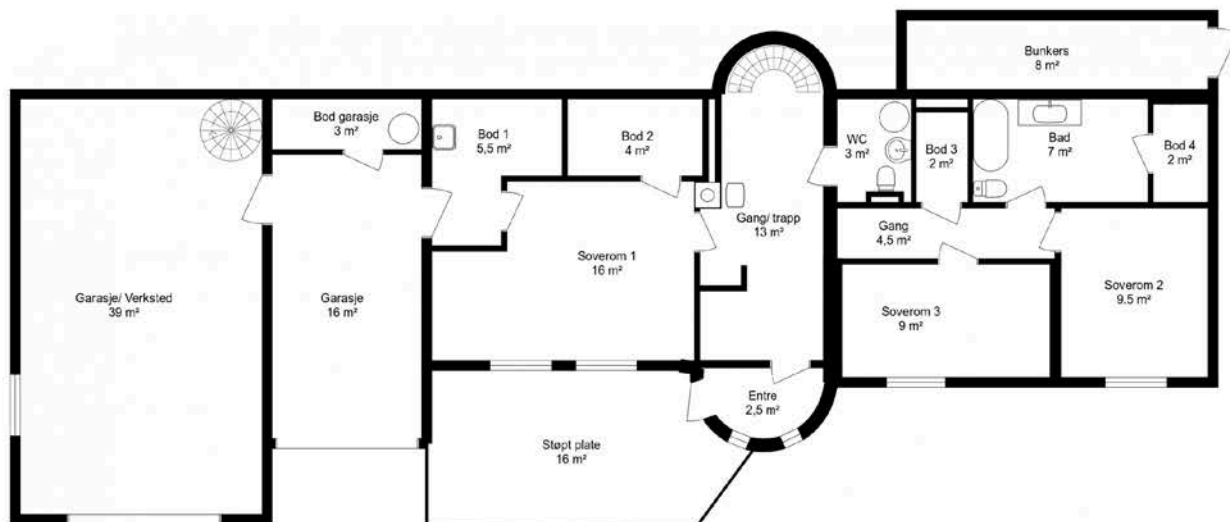 Bunkers
8 m²
Bod garasje
3 m²
Bod 1
5,5 m²
Bod 2
4 m²
WC
3 m²
Bod 3
2 m²
Bad
7 m²
Bod 4
2 m²
Gang/ trapp
13 m²
Gang
4,5 m²
Soverom 1
16 m²
Garasje/ Verksted
39 m²
Garasje
16 m²
Soverom 3
9 m²
Soverom 2
9.5 m²
Entre
2,5 m²
Støpt plate
16 m²